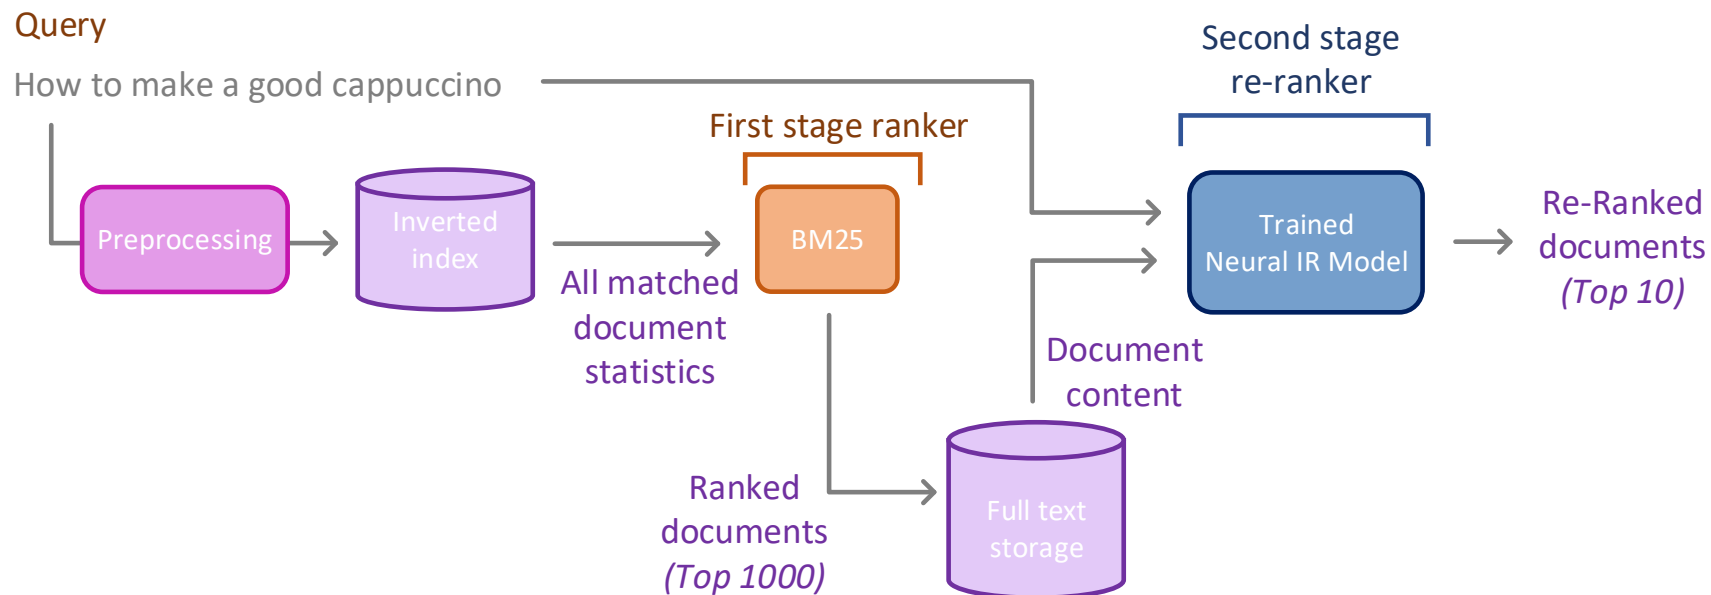 Query
How to make a good cappuccino
Second stage
re-ranker
First stage ranker
Preprocessing
Inverted
index
All matched
document
statistics
BM25
Ranked
documents
(Top 1000)
Full text
storage
Document
content
Trained
Neural IR Model
Re-Ranked
documents
(Top 10)